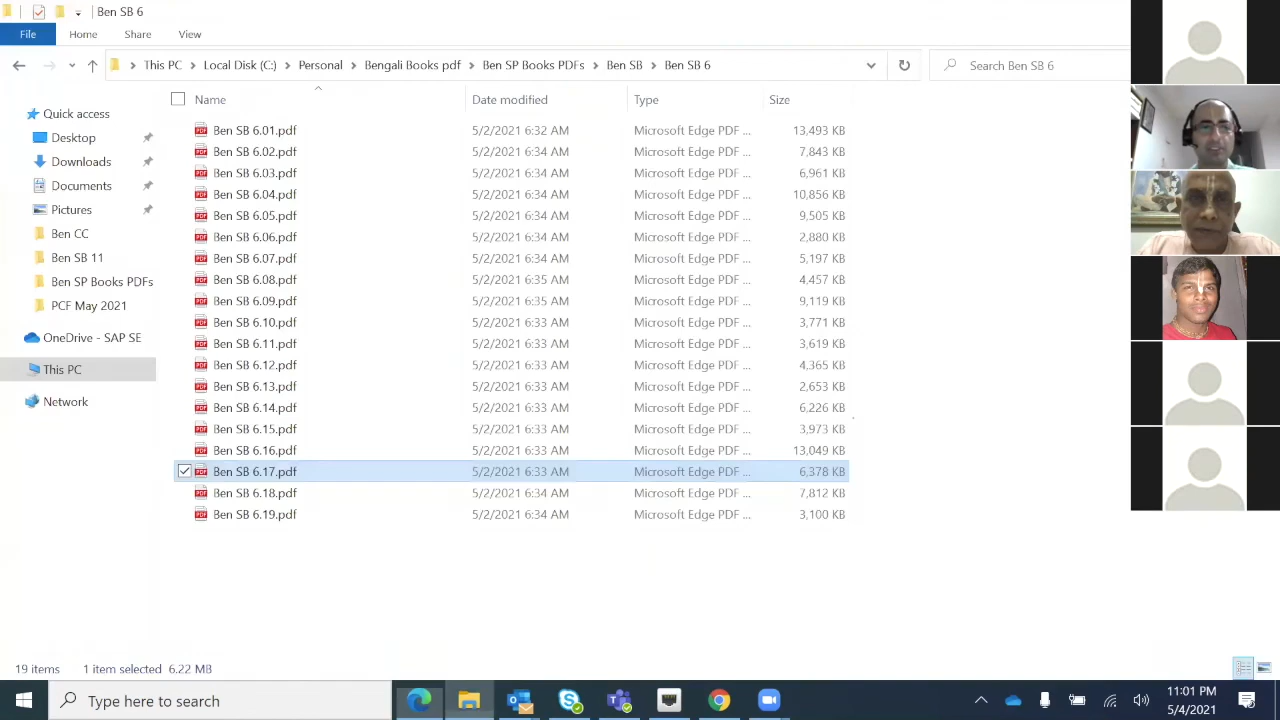 Ben SB 6
File Home Share View
This PC Local Disk (C:) Personal Bengali Books pdf Ben SP Books PDFs Ben SB Ben SB 6 Search Ben SB 6
Name Date modified Type Size
Quick access
Desktop
Downloads
Documents
Pictures
Ben CC
Ben SB 11
Ben SP Books PDFs
PCF May 2021
OneDrive - SAP SE
This PC
Network
Ben SB 6.01.pdf 5/2/2021 6:32 AM Microsoft Edge PDF ... 13,493 KB
Ben SB 6.02.pdf 5/2/2021 6:34 AM Microsoft Edge PDF ... 7,843 KB
Ben SB 6.03.pdf 5/2/2021 6:34 AM Microsoft Edge PDF ... 6,961 KB
Ben SB 6.04.pdf 5/2/2021 6:34 AM Microsoft Edge PDF ... 10,856 KB
Ben SB 6.05.pdf 5/2/2021 6:34 AM Microsoft Edge PDF ... 9,505 KB
Ben SB 6.06.pdf 5/2/2021 6:34 AM Microsoft Edge PDF ... 2,880 KB
Ben SB 6.07.pdf 5/2/2021 6:34 AM Microsoft Edge PDF ... 5,197 KB
Ben SB 6.08.pdf 5/2/2021 6:35 AM Microsoft Edge PDF ... 4,457 KB
Ben SB 6.09.pdf 5/2/2021 6:35 AM Microsoft Edge PDF ... 9,119 KB
Ben SB 6.10.pdf 5/2/2021 6:33 AM Microsoft Edge PDF ... 3,771 KB
Ben SB 6.11.pdf 5/2/2021 6:33 AM Microsoft Edge PDF ... 3,619 KB
Ben SB 6.12.pdf 5/2/2021 6:33 AM Microsoft Edge PDF ... 4,365 KB
Ben SB 6.13.pdf 5/2/2021 6:33 AM Microsoft Edge PDF ... 2,653 KB
Ben SB 6.14.pdf 5/2/2021 6:33 AM Microsoft Edge PDF ... 6,226 KB
Ben SB 6.15.pdf 5/2/2021 6:33 AM Microsoft Edge PDF ... 3,973 KB
Ben SB 6.16.pdf 5/2/2021 6:33 AM Microsoft Edge PDF ... 13,049 KB
Ben SB 6.17.pdf 5/2/2021 6:33 AM Microsoft Edge PDF ... 6,378 KB
Ben SB 6.18.pdf 5/2/2021 6:34 AM Microsoft Edge PDF ... 7,812 KB
Ben SB 6.19.pdf 5/2/2021 6:34 AM Microsoft Edge PDF ... 3,100 KB
19 items 1 item selected 6.22 MB
Type here to search
11:01 PM
5/4/2021